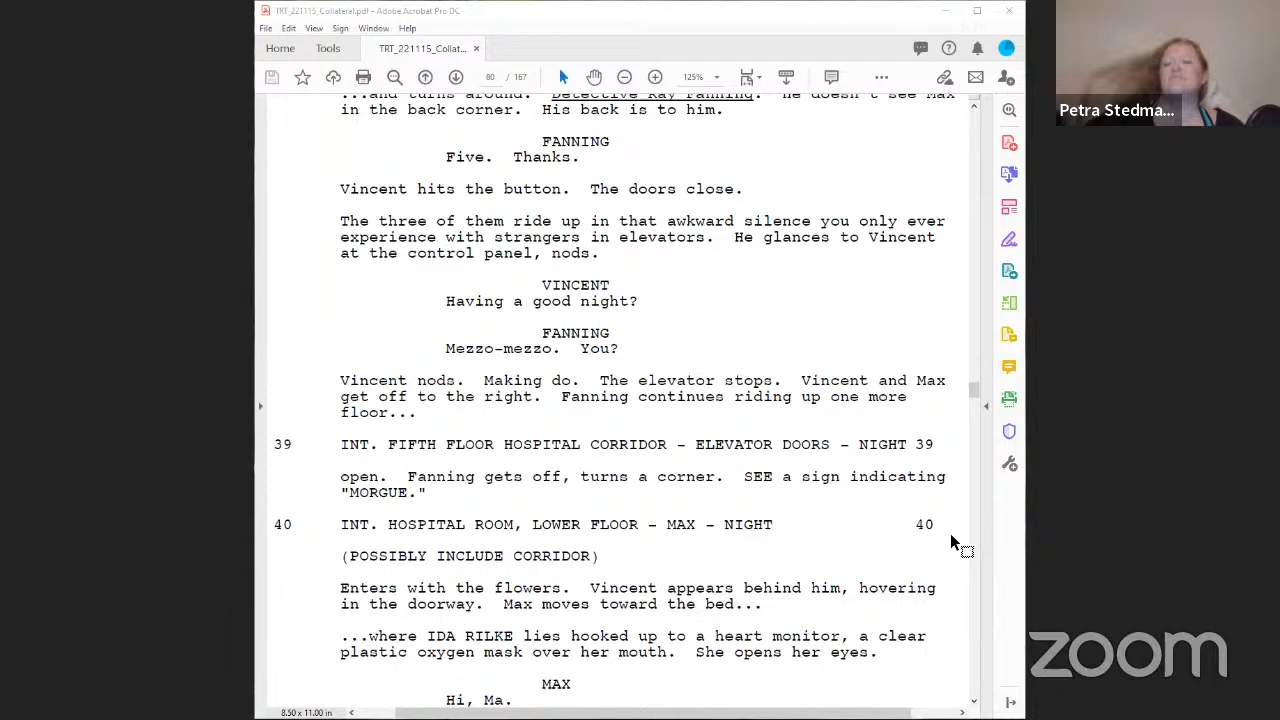 TRT_221115_Collateral.pdf - Adobe Acrobat Pro DC
File Edit View Sign Window Help
Home Tools TRT_221115_Collat... ×
80 / 167 125%
...and turns around. Detective Ray Fanning. He doesn't see Max
in the back corner. His back is to him.
FANNING
Five. Thanks.
Vincent hits the button. The doors close.
The three of them ride up in that awkward silence you only ever
experience with strangers in elevators. He glances to Vincent
at the control panel, nods.
VINCENT
Having a good night?
FANNING
Mezzo-mezzo. You?
Vincent nods. Making do. The elevator stops. Vincent and Max
get off to the right. Fanning continues riding up one more
floor...
39 INT. FIFTH FLOOR HOSPITAL CORRIDOR - ELEVATOR DOORS - NIGHT 39
open. Fanning gets off, turns a corner. SEE a sign indicating
"MORGUE."
40 INT. HOSPITAL ROOM, LOWER FLOOR - MAX - NIGHT 40
(POSSIBLY INCLUDE CORRIDOR)
Enters with the flowers. Vincent appears behind him, hovering
in the doorway. Max moves toward the bed...
...where IDA RILKE lies hooked up to a heart monitor, a clear
plastic oxygen mask over her mouth. She opens her eyes.
MAX
Hi, Ma.
8.50 x 11.00 in
Petra Stedma...
zoom